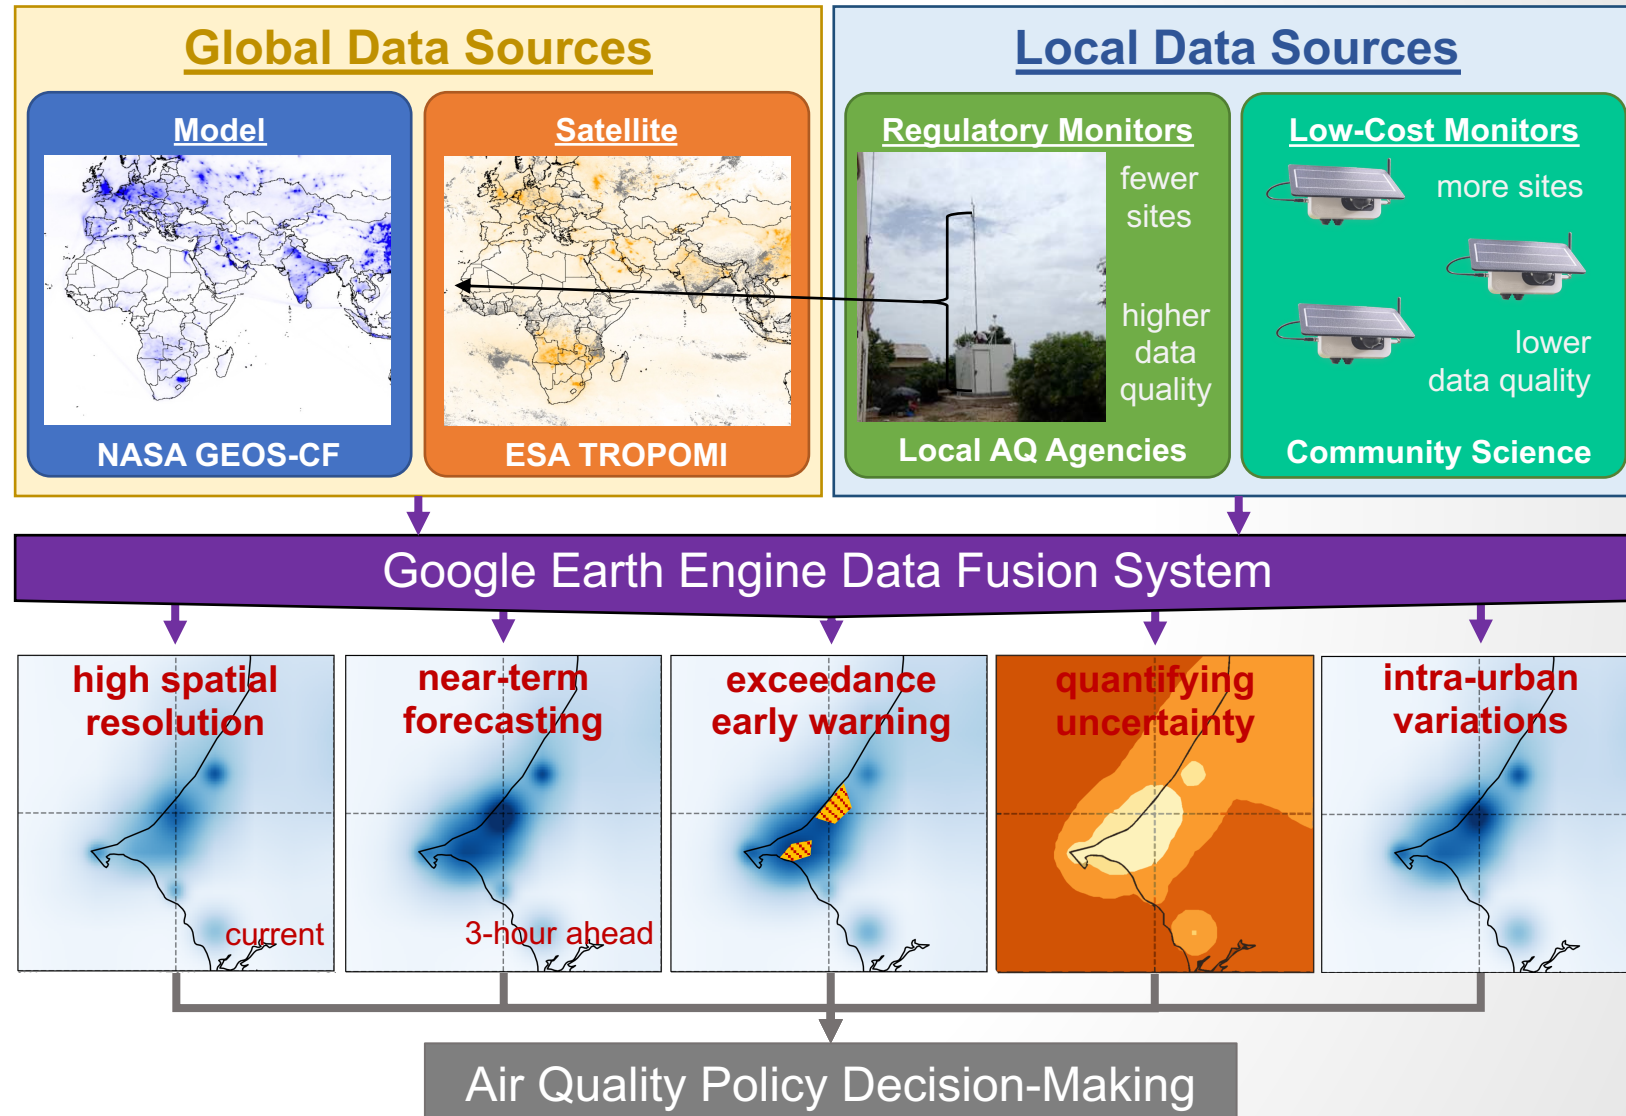 Global Data Sources
Local Data Sources
Model
NASA GEOS-CF
Satellite
ESA TROPOMI
Regulatory Monitors
fewer
sites
higher
data
quality
Local AQ Agencies
Low-Cost Monitors
more sites
lower
data quality
Community Science
Google Earth Engine Data Fusion System
high spatial
resolution
current
near-term
forecasting
3-hour ahead
exceedance
early warning
quantifying
uncertainty
intra-urban
variations
Air Quality Policy Decision-Making